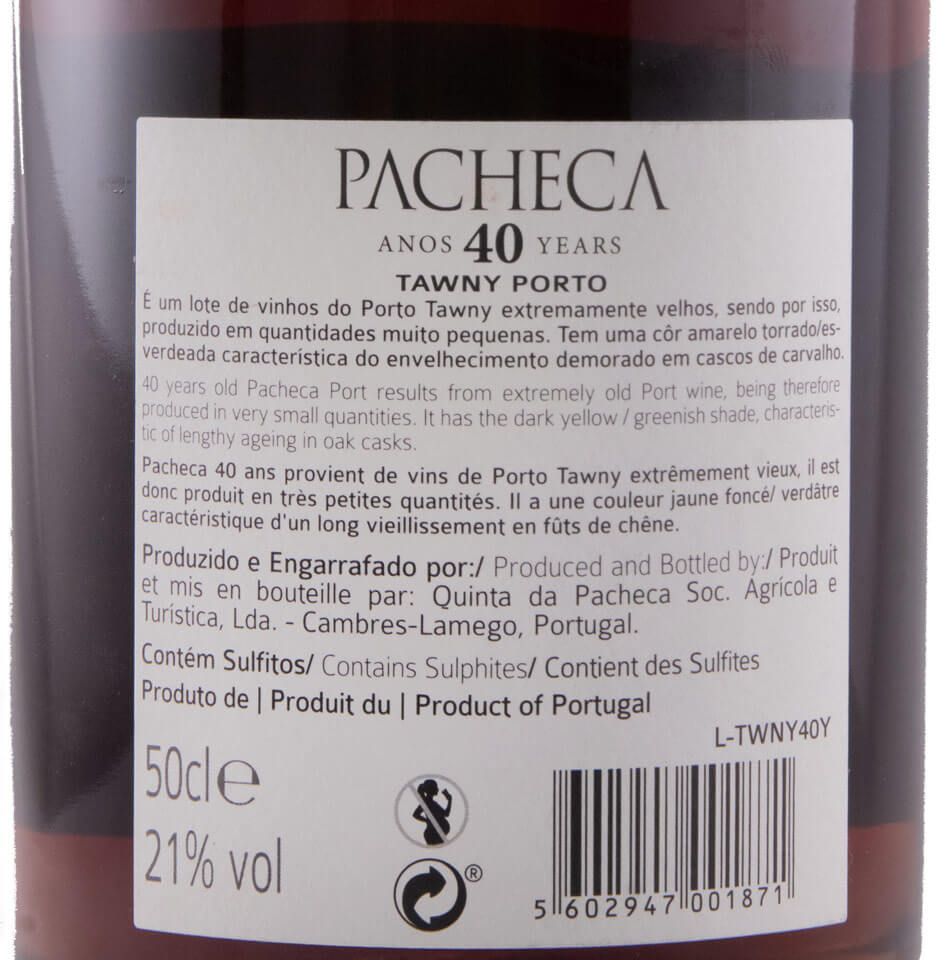 PACHECA
ANOS 40 YEARS
TAWNY PORTO
É um lote de vinhos do Porto Tawny extremamente velhos, sendo por isso,
produzido em quantidades muito pequenas. Tem uma côr amarelo torrado/es-
verdeada característica do envelhecimento demorado em cascos de carvalho.
40 years old Pacheca Port results from extremely old Port wine, being therefore
produced in very small quantities. It has the dark yellow / greenish shade, characteris-
tic of lengthy ageing in oak casks.
Pacheca 40 ans provient de vins de Porto Tawny extrêmement vieux, il est
donc produit en très petites quantités. Il a une couleur jaune foncé/ verdâtre
caractéristique d'un long vieillissement en fûts de chêne.
Produzido e Engarrafado por:/ Produced and Bottled by:/ Produit
et mis en bouteille par: Quinta da Pacheca Soc. Agrícola e
Turística, Lda. - Cambres-Lamego, Portugal.
Contém Sulfitos/ Contains Sulphites/ Contient des Sulfites
Produto de | Produit du | Product of Portugal
L-TWNY40Y
50cl e
21% vol
®
5 602947 001871